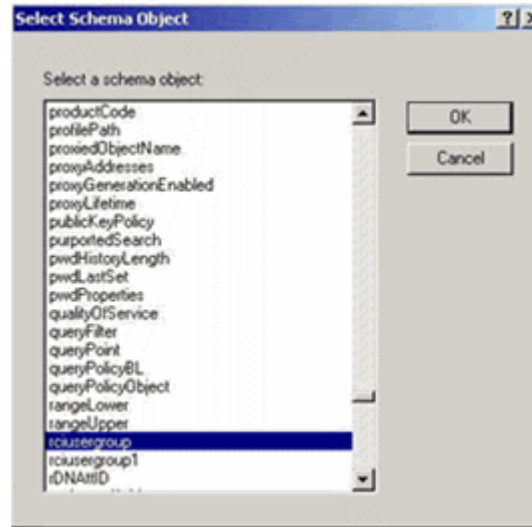 Select Schema Object
?
Select a schema object:
productCode
profilePath
proxiedObjectName
proxyAddresses
proxyGenerationEnabled
proxyLifetime
publicKeyPolicy
purportedSearch
pwdHistoryLength
pwdLastSet
pwdProperties
qualityOfService
queryFilter
queryPoint
queryPolicyBL
queryPolicyObject
rangeLower
rangeUpper
rciusergroup
rciusergroup1
rDNAttID
OK
Cancel